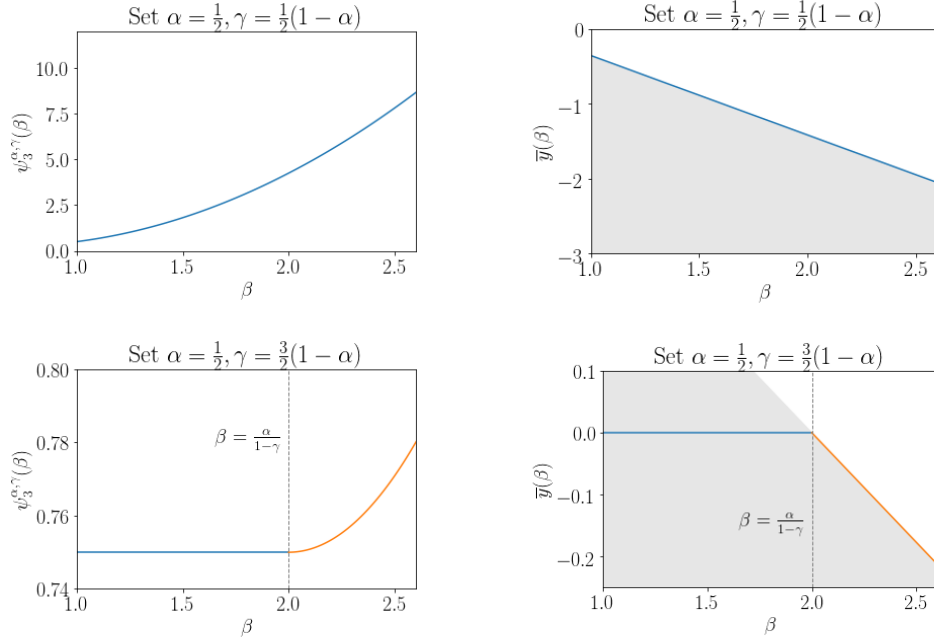 Set α = 1/2, γ = 1/2(1 − α)
ψ₃^{α,γ}(β)
10.0
7.5
5.0
2.5
0.0
1.0 1.5 2.0 2.5
β
Set α = 1/2, γ = 1/2(1 − α)
y̅(β)
0
−1
−2
−3
1.0 1.5 2.0 2.5
β
Set α = 1/2, γ = 3/2(1 − α)
ψ₃^{α,γ}(β)
0.80
0.78
0.76
0.74
β = α/(1−γ)
1.0 1.5 2.0 2.5
β
Set α = 1/2, γ = 3/2(1 − α)
y̅(β)
0.1
0.0
−0.1
−0.2
β = α/(1−γ)
1.0 1.5 2.0 2.5
β